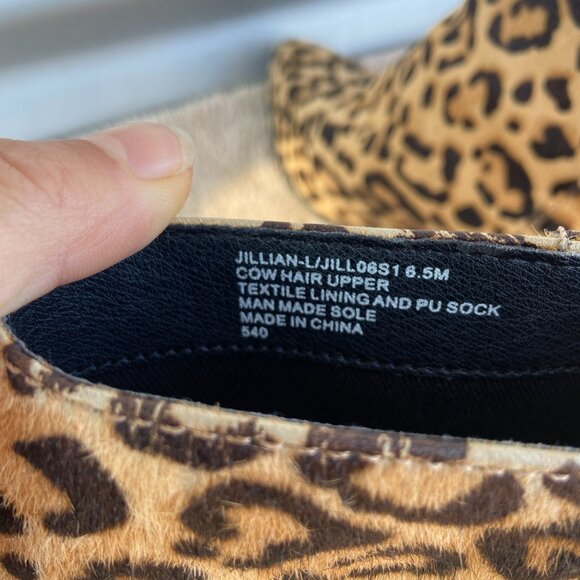 JILLIAN-L/JILL06S1 6.5M
COW HAIR UPPER
TEXTILE LINING AND PU SOCK
MAN MADE SOLE
MADE IN CHINA
540